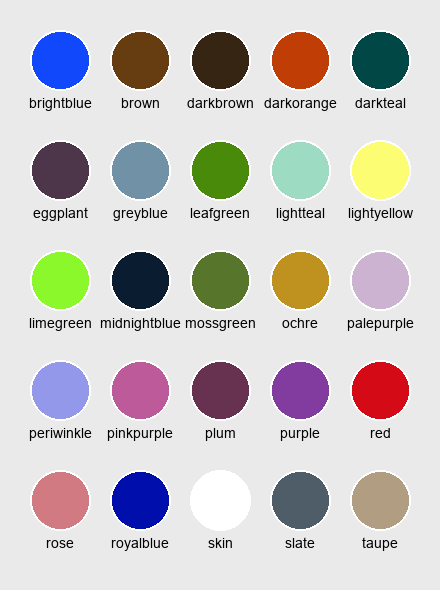 brightblue brown darkbrown darkorange darkteal
eggplant greyblue leafgreen lightteal lightyellow
limegreen midnightblue mossgreen ochre palepurple
periwinkle pinkpurple plum purple red
rose royalblue skin slate taupe